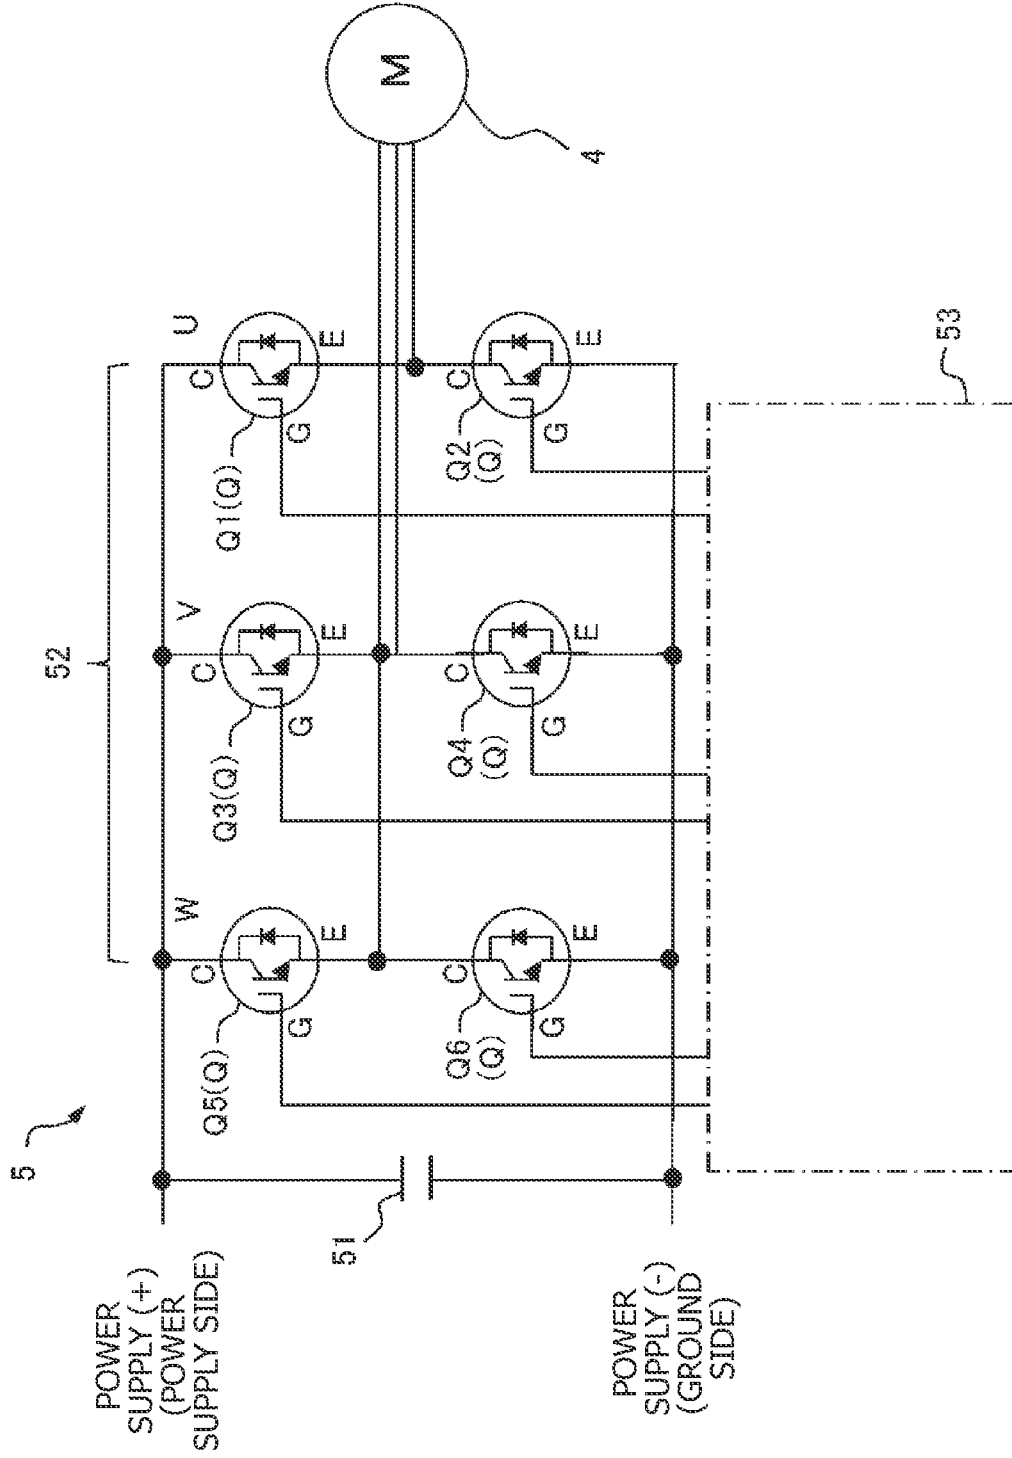 5
52
W
V
U
C
C
C
E
E
E
G
G
G
Q5(Q)
Q3(Q)
Q1(Q)
M
4
C
C
C
E
E
E
G
G
G
Q6
(Q)
Q4
(Q)
Q2
(Q)
51
53
POWER
SUPPLY (+)
(POWER
SUPPLY SIDE)
POWER
SUPPLY (-)
(GROUND
SIDE)